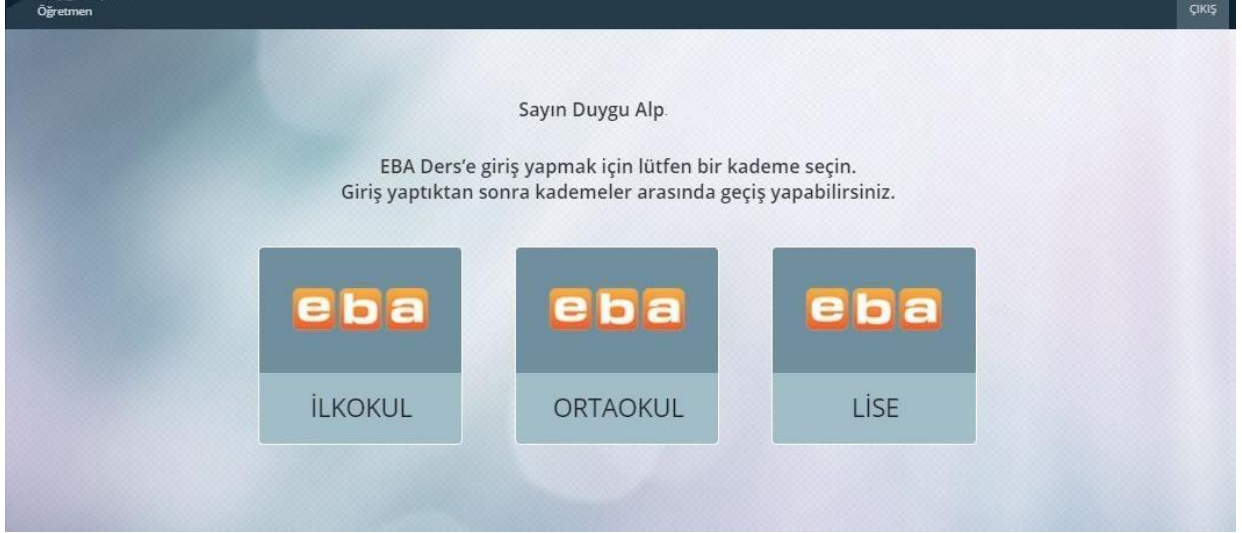 Öğretmen
ÇIKIŞ
Sayın Duygu Alp
EBA Ders’e giriş yapmak için lütfen bir kademe seçin.
Giriş yaptıktan sonra kademeler arasında geçiş yapabilirsiniz.
eba eba eba
İLKOKUL ORTAOKUL LİSE